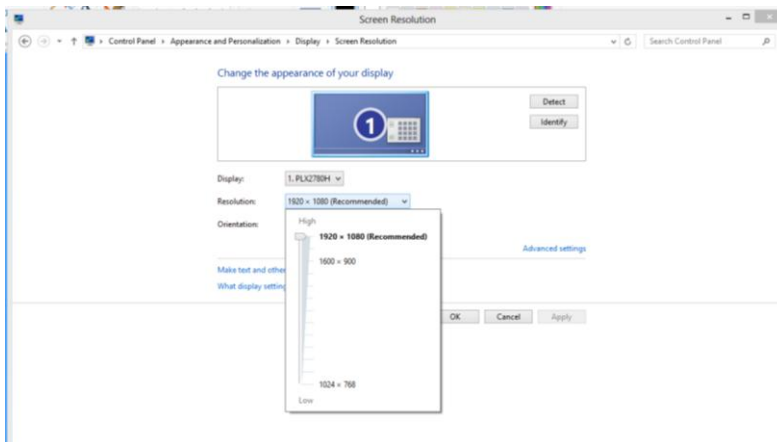 Screen Resolution
Control Panel › Appearance and Personalization › Display › Screen Resolution
Search Control Panel
Change the appearance of your display
1
Detect
Identify
Display: 1. PLX2780H
Resolution: 1920 × 1080 (Recommended)
Orientation:
High
1920 × 1080 (Recommended)
1600 × 900
1024 × 768
Low
Advanced settings
Make text and other
What display setting
OK Cancel Apply